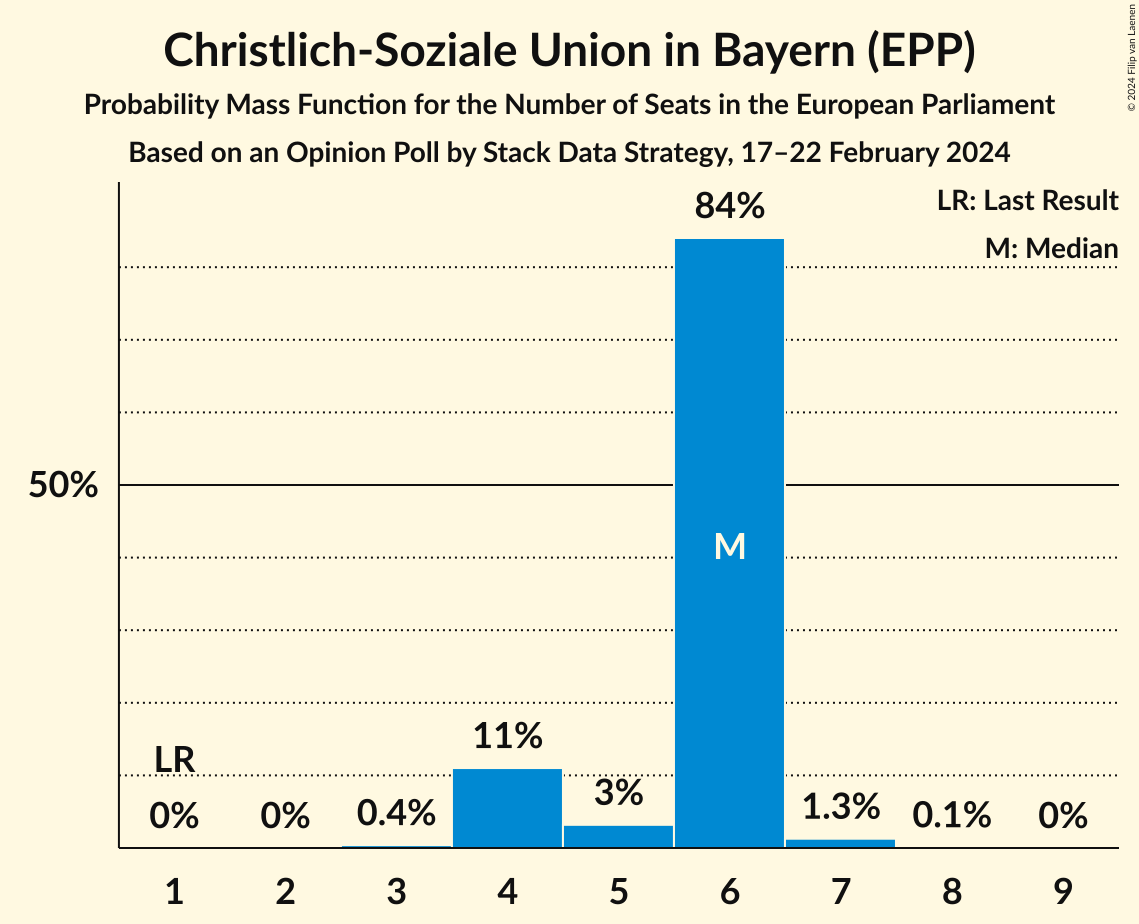 Christlich-Soziale Union in Bayern (EPP)
Probability Mass Function for the Number of Seats in the European Parliament
Based on an Opinion Poll by Stack Data Strategy, 17–22 February 2024
© 2024 Filip van Laenen
LR: Last Result
M: Median
84%
50%
M
11%
LR
3%
0%
0%
0.4%
1.3%
0.1%
0%
1
2
3
4
5
6
7
8
9